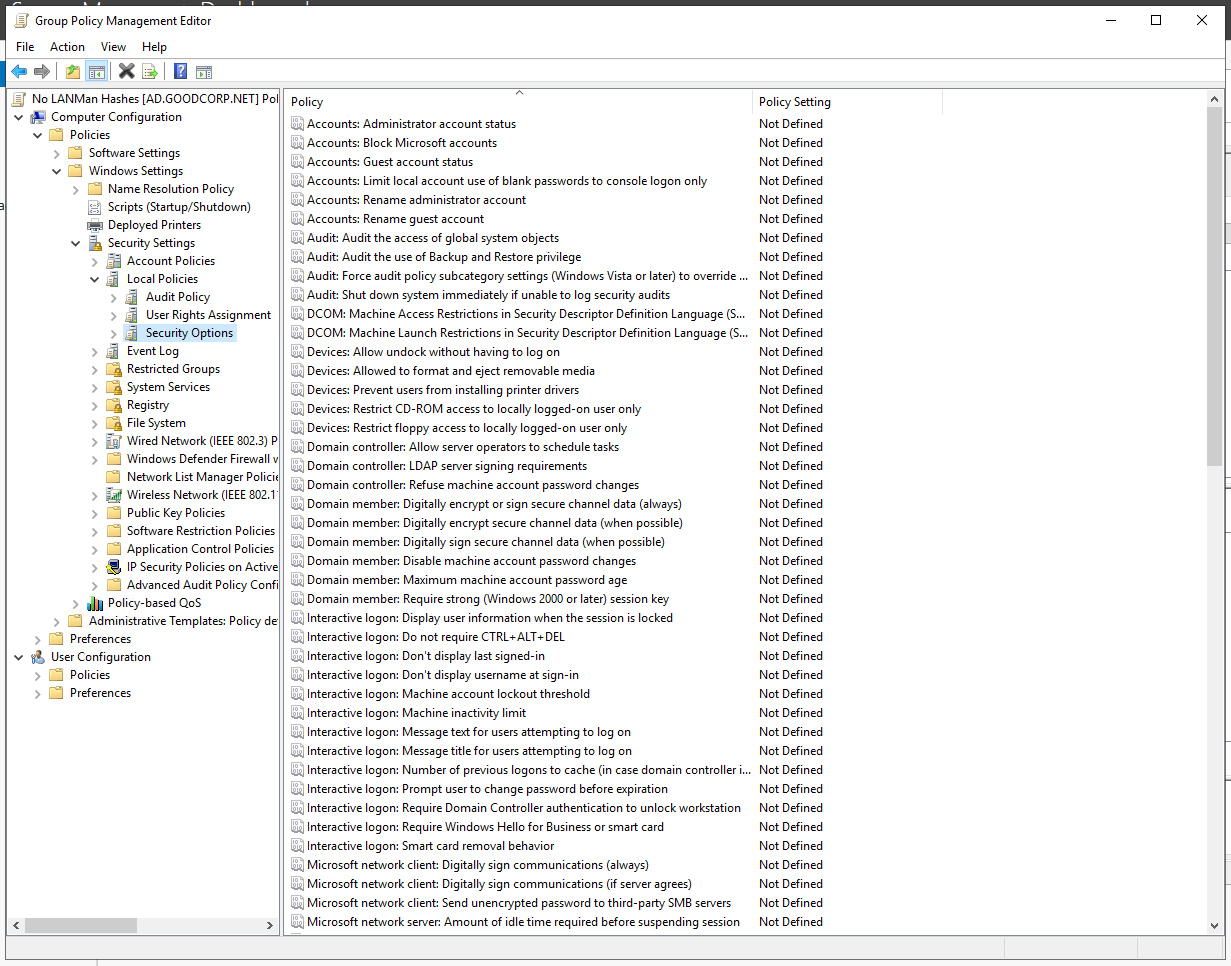 Group Policy Management Editor
File Action View Help
No LANMan Hashes [AD.GOODCORP.NET] Pol
Computer Configuration
Policies
Software Settings
Windows Settings
Name Resolution Policy
Scripts (Startup/Shutdown)
Deployed Printers
Security Settings
Account Policies
Local Policies
Audit Policy
User Rights Assignment
Security Options
Event Log
Restricted Groups
System Services
Registry
File System
Wired Network (IEEE 802.3) P
Windows Defender Firewall w
Network List Manager Policie
Wireless Network (IEEE 802.1
Public Key Policies
Software Restriction Policies
Application Control Policies
IP Security Policies on Active
Advanced Audit Policy Confi
Policy-based QoS
Administrative Templates: Policy de
Preferences
User Configuration
Policies
Preferences
Policy Policy Setting
Accounts: Administrator account status Not Defined
Accounts: Block Microsoft accounts Not Defined
Accounts: Guest account status Not Defined
Accounts: Limit local account use of blank passwords to console logon only Not Defined
Accounts: Rename administrator account Not Defined
Accounts: Rename guest account Not Defined
Audit: Audit the access of global system objects Not Defined
Audit: Audit the use of Backup and Restore privilege Not Defined
Audit: Force audit policy subcategory settings (Windows Vista or later) to override ... Not Defined
Audit: Shut down system immediately if unable to log security audits Not Defined
DCOM: Machine Access Restrictions in Security Descriptor Definition Language (S... Not Defined
DCOM: Machine Launch Restrictions in Security Descriptor Definition Language (S... Not Defined
Devices: Allow undock without having to log on Not Defined
Devices: Allowed to format and eject removable media Not Defined
Devices: Prevent users from installing printer drivers Not Defined
Devices: Restrict CD-ROM access to locally logged-on user only Not Defined
Devices: Restrict floppy access to locally logged-on user only Not Defined
Domain controller: Allow server operators to schedule tasks Not Defined
Domain controller: LDAP server signing requirements Not Defined
Domain controller: Refuse machine account password changes Not Defined
Domain member: Digitally encrypt or sign secure channel data (always) Not Defined
Domain member: Digitally encrypt secure channel data (when possible) Not Defined
Domain member: Digitally sign secure channel data (when possible) Not Defined
Domain member: Disable machine account password changes Not Defined
Domain member: Maximum machine account password age Not Defined
Domain member: Require strong (Windows 2000 or later) session key Not Defined
Interactive logon: Display user information when the session is locked Not Defined
Interactive logon: Do not require CTRL+ALT+DEL Not Defined
Interactive logon: Don't display last signed-in Not Defined
Interactive logon: Don't display username at sign-in Not Defined
Interactive logon: Machine account lockout threshold Not Defined
Interactive logon: Machine inactivity limit Not Defined
Interactive logon: Message text for users attempting to log on Not Defined
Interactive logon: Message title for users attempting to log on Not Defined
Interactive logon: Number of previous logons to cache (in case domain controller i... Not Defined
Interactive logon: Prompt user to change password before expiration Not Defined
Interactive logon: Require Domain Controller authentication to unlock workstation Not Defined
Interactive logon: Require Windows Hello for Business or smart card Not Defined
Interactive logon: Smart card removal behavior Not Defined
Microsoft network client: Digitally sign communications (always) Not Defined
Microsoft network client: Digitally sign communications (if server agrees) Not Defined
Microsoft network client: Send unencrypted password to third-party SMB servers Not Defined
Microsoft network server: Amount of idle time required before suspending session Not Defined